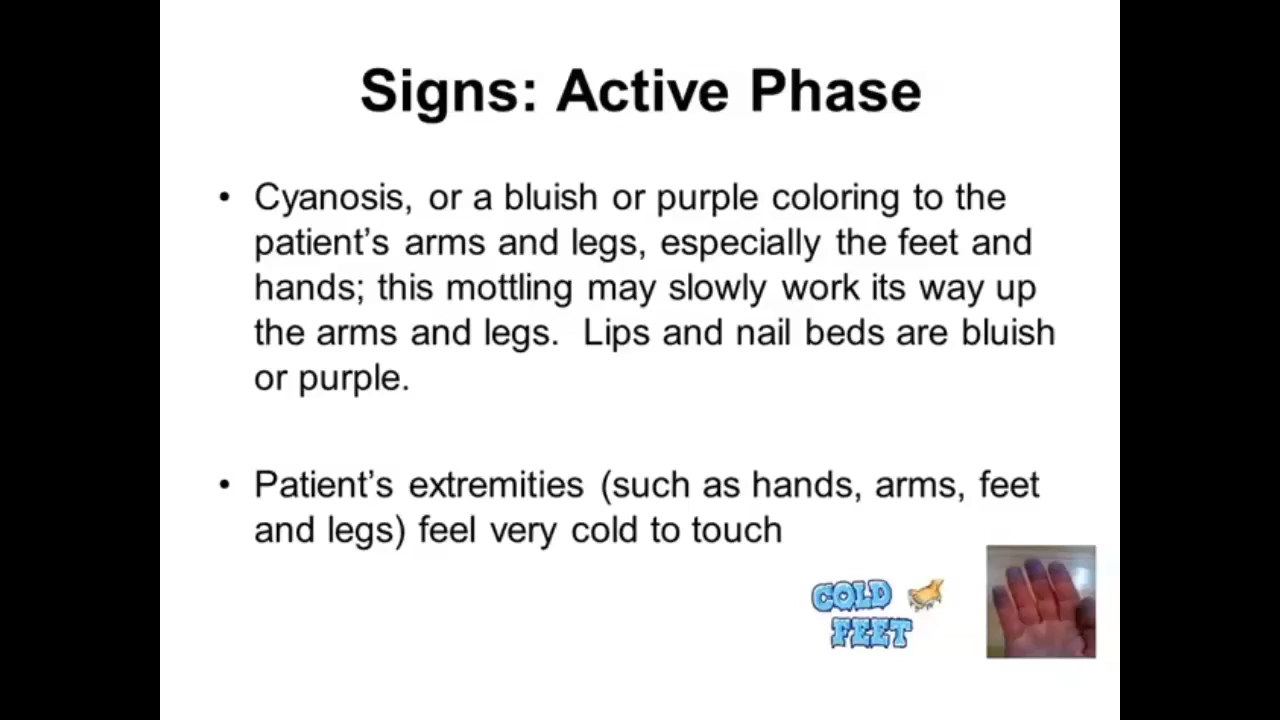 Signs: Active Phase
• Cyanosis, or a bluish or purple coloring to the
patient’s arms and legs, especially the feet and
hands; this mottling may slowly work its way up
the arms and legs.  Lips and nail beds are bluish
or purple.
• Patient’s extremities (such as hands, arms, feet
and legs) feel very cold to touch
COLD
FEET